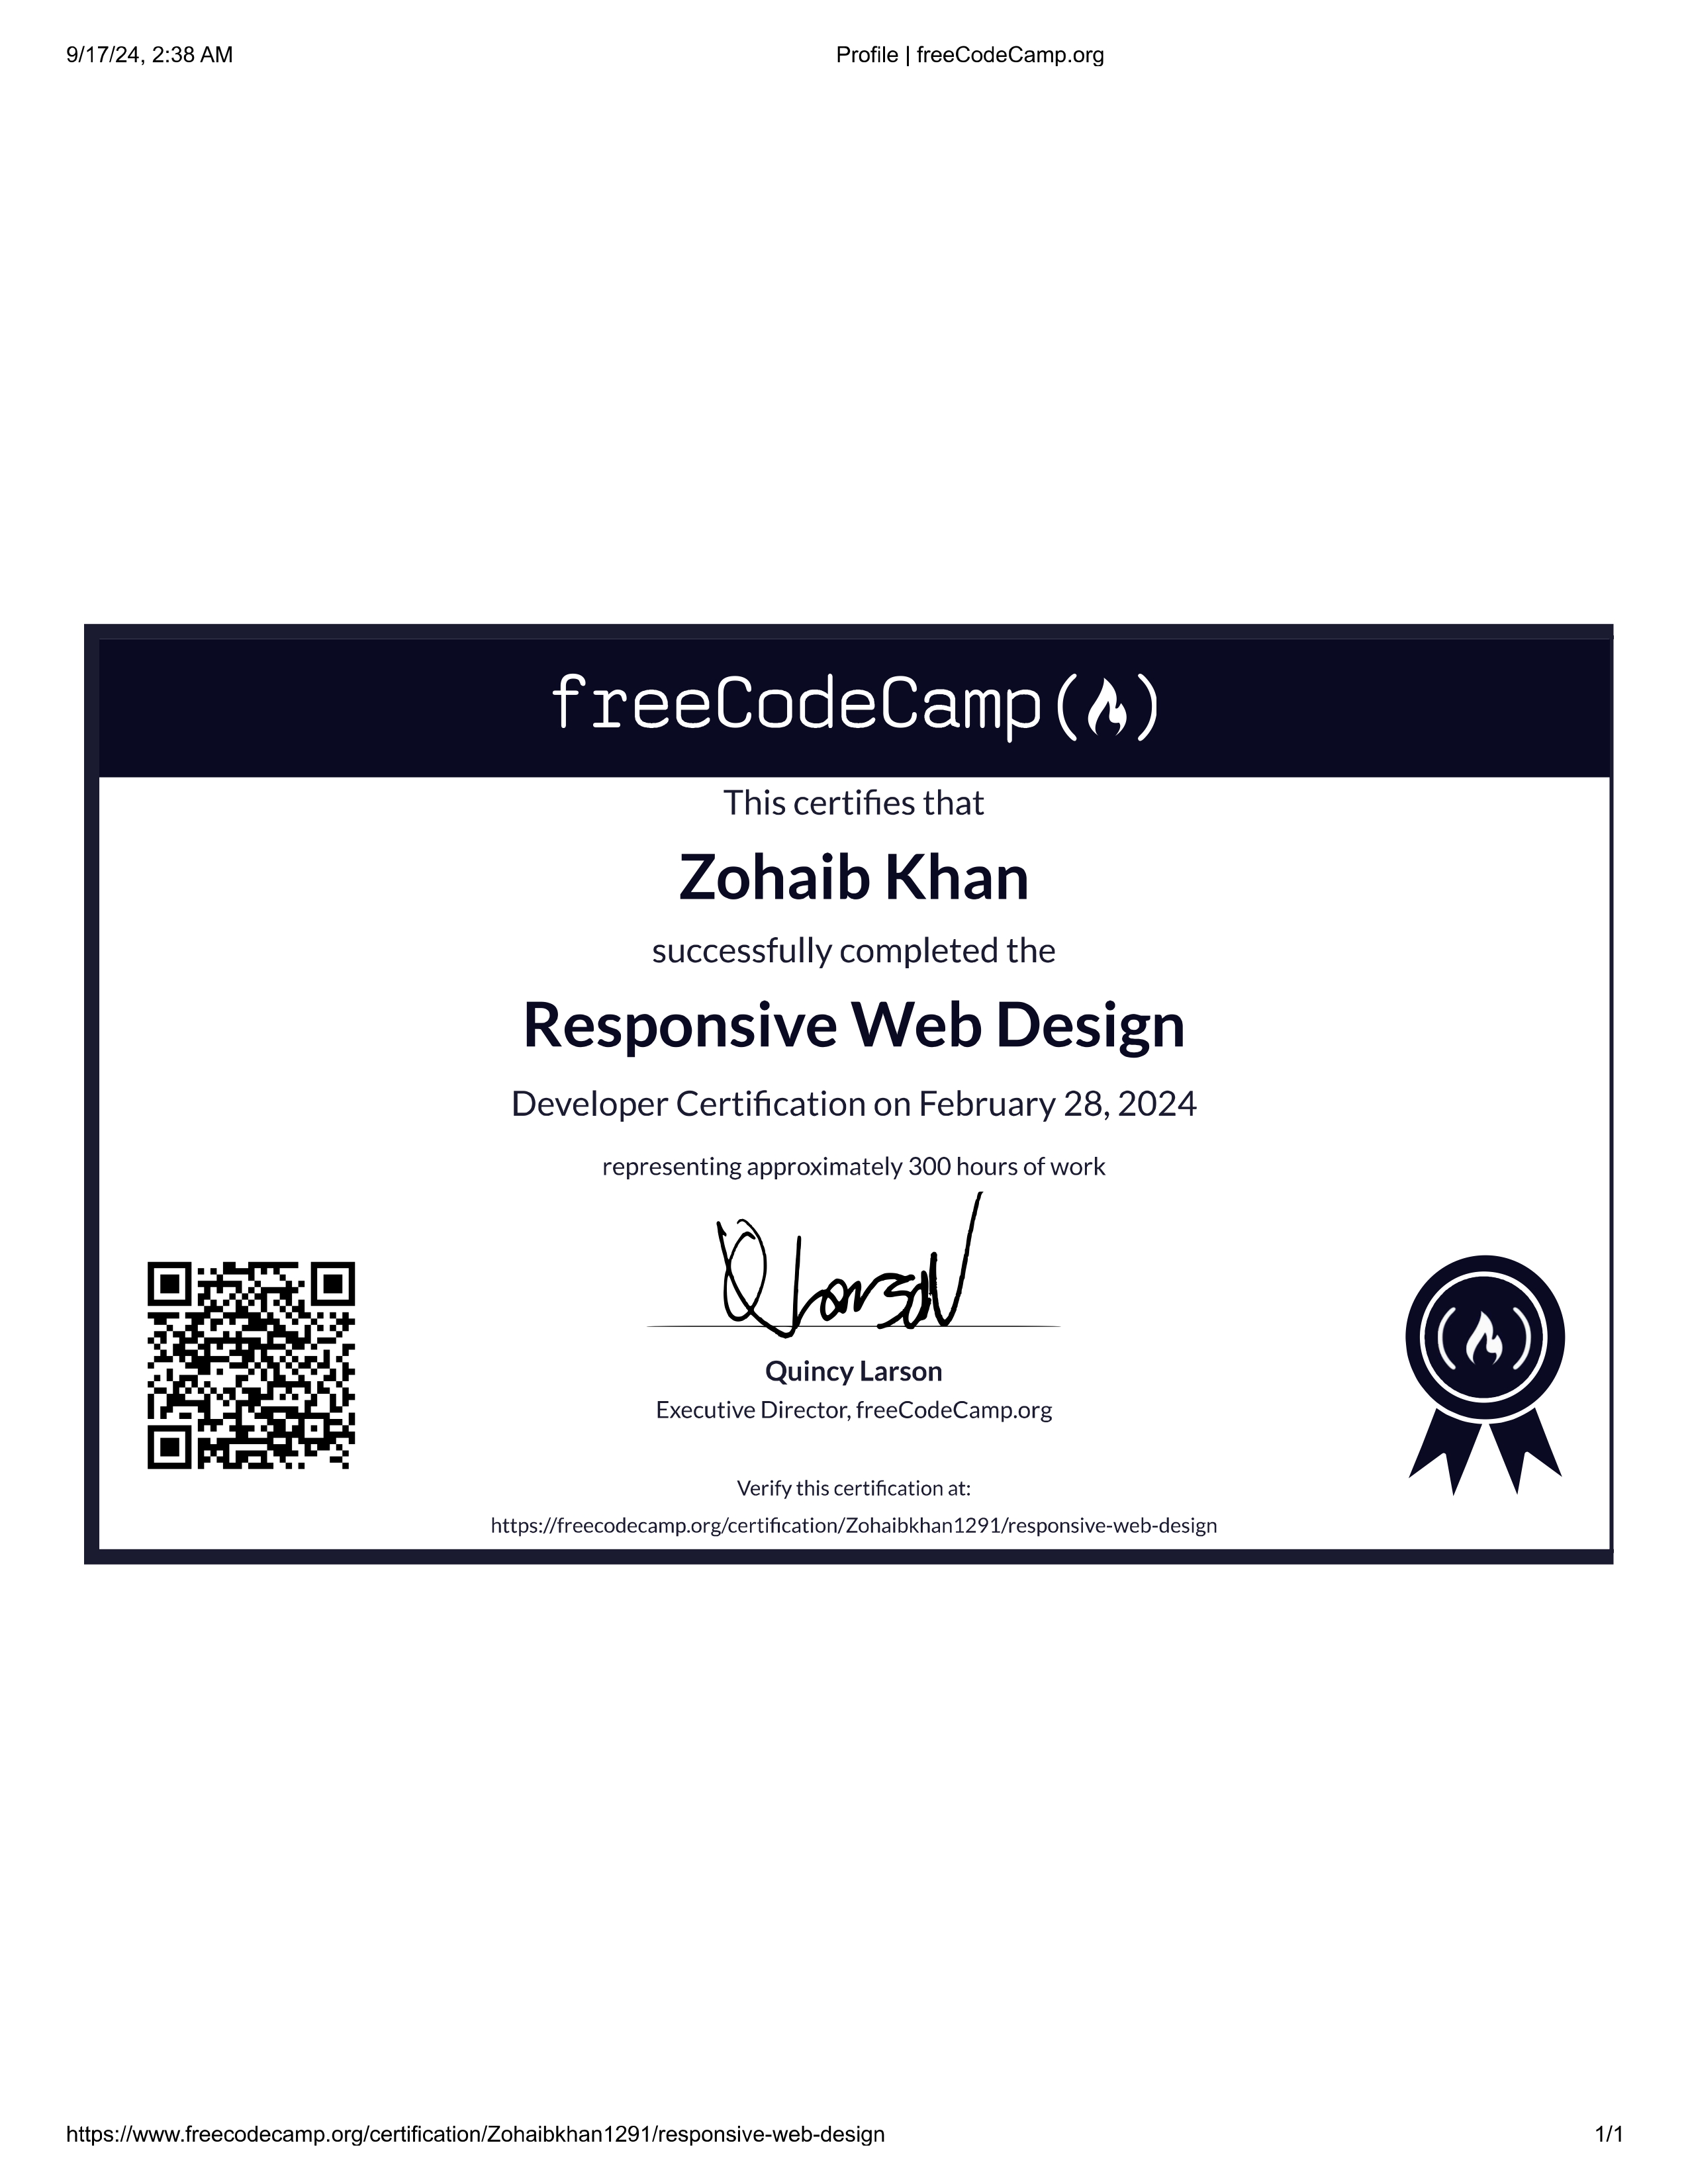 9/17/24, 2:38 AM
Profile | freeCodeCamp.org
freeCodeCamp(🔥)
This certifies that
Zohaib Khan
successfully completed the
Responsive Web Design
Developer Certification on February 28, 2024
representing approximately 300 hours of work
Q Larson
Quincy Larson
Executive Director, freeCodeCamp.org
Verify this certification at:
https://freecodecamp.org/certification/Zohaibkhan1291/responsive-web-design
https://www.freecodecamp.org/certification/Zohaibkhan1291/responsive-web-design
1/1